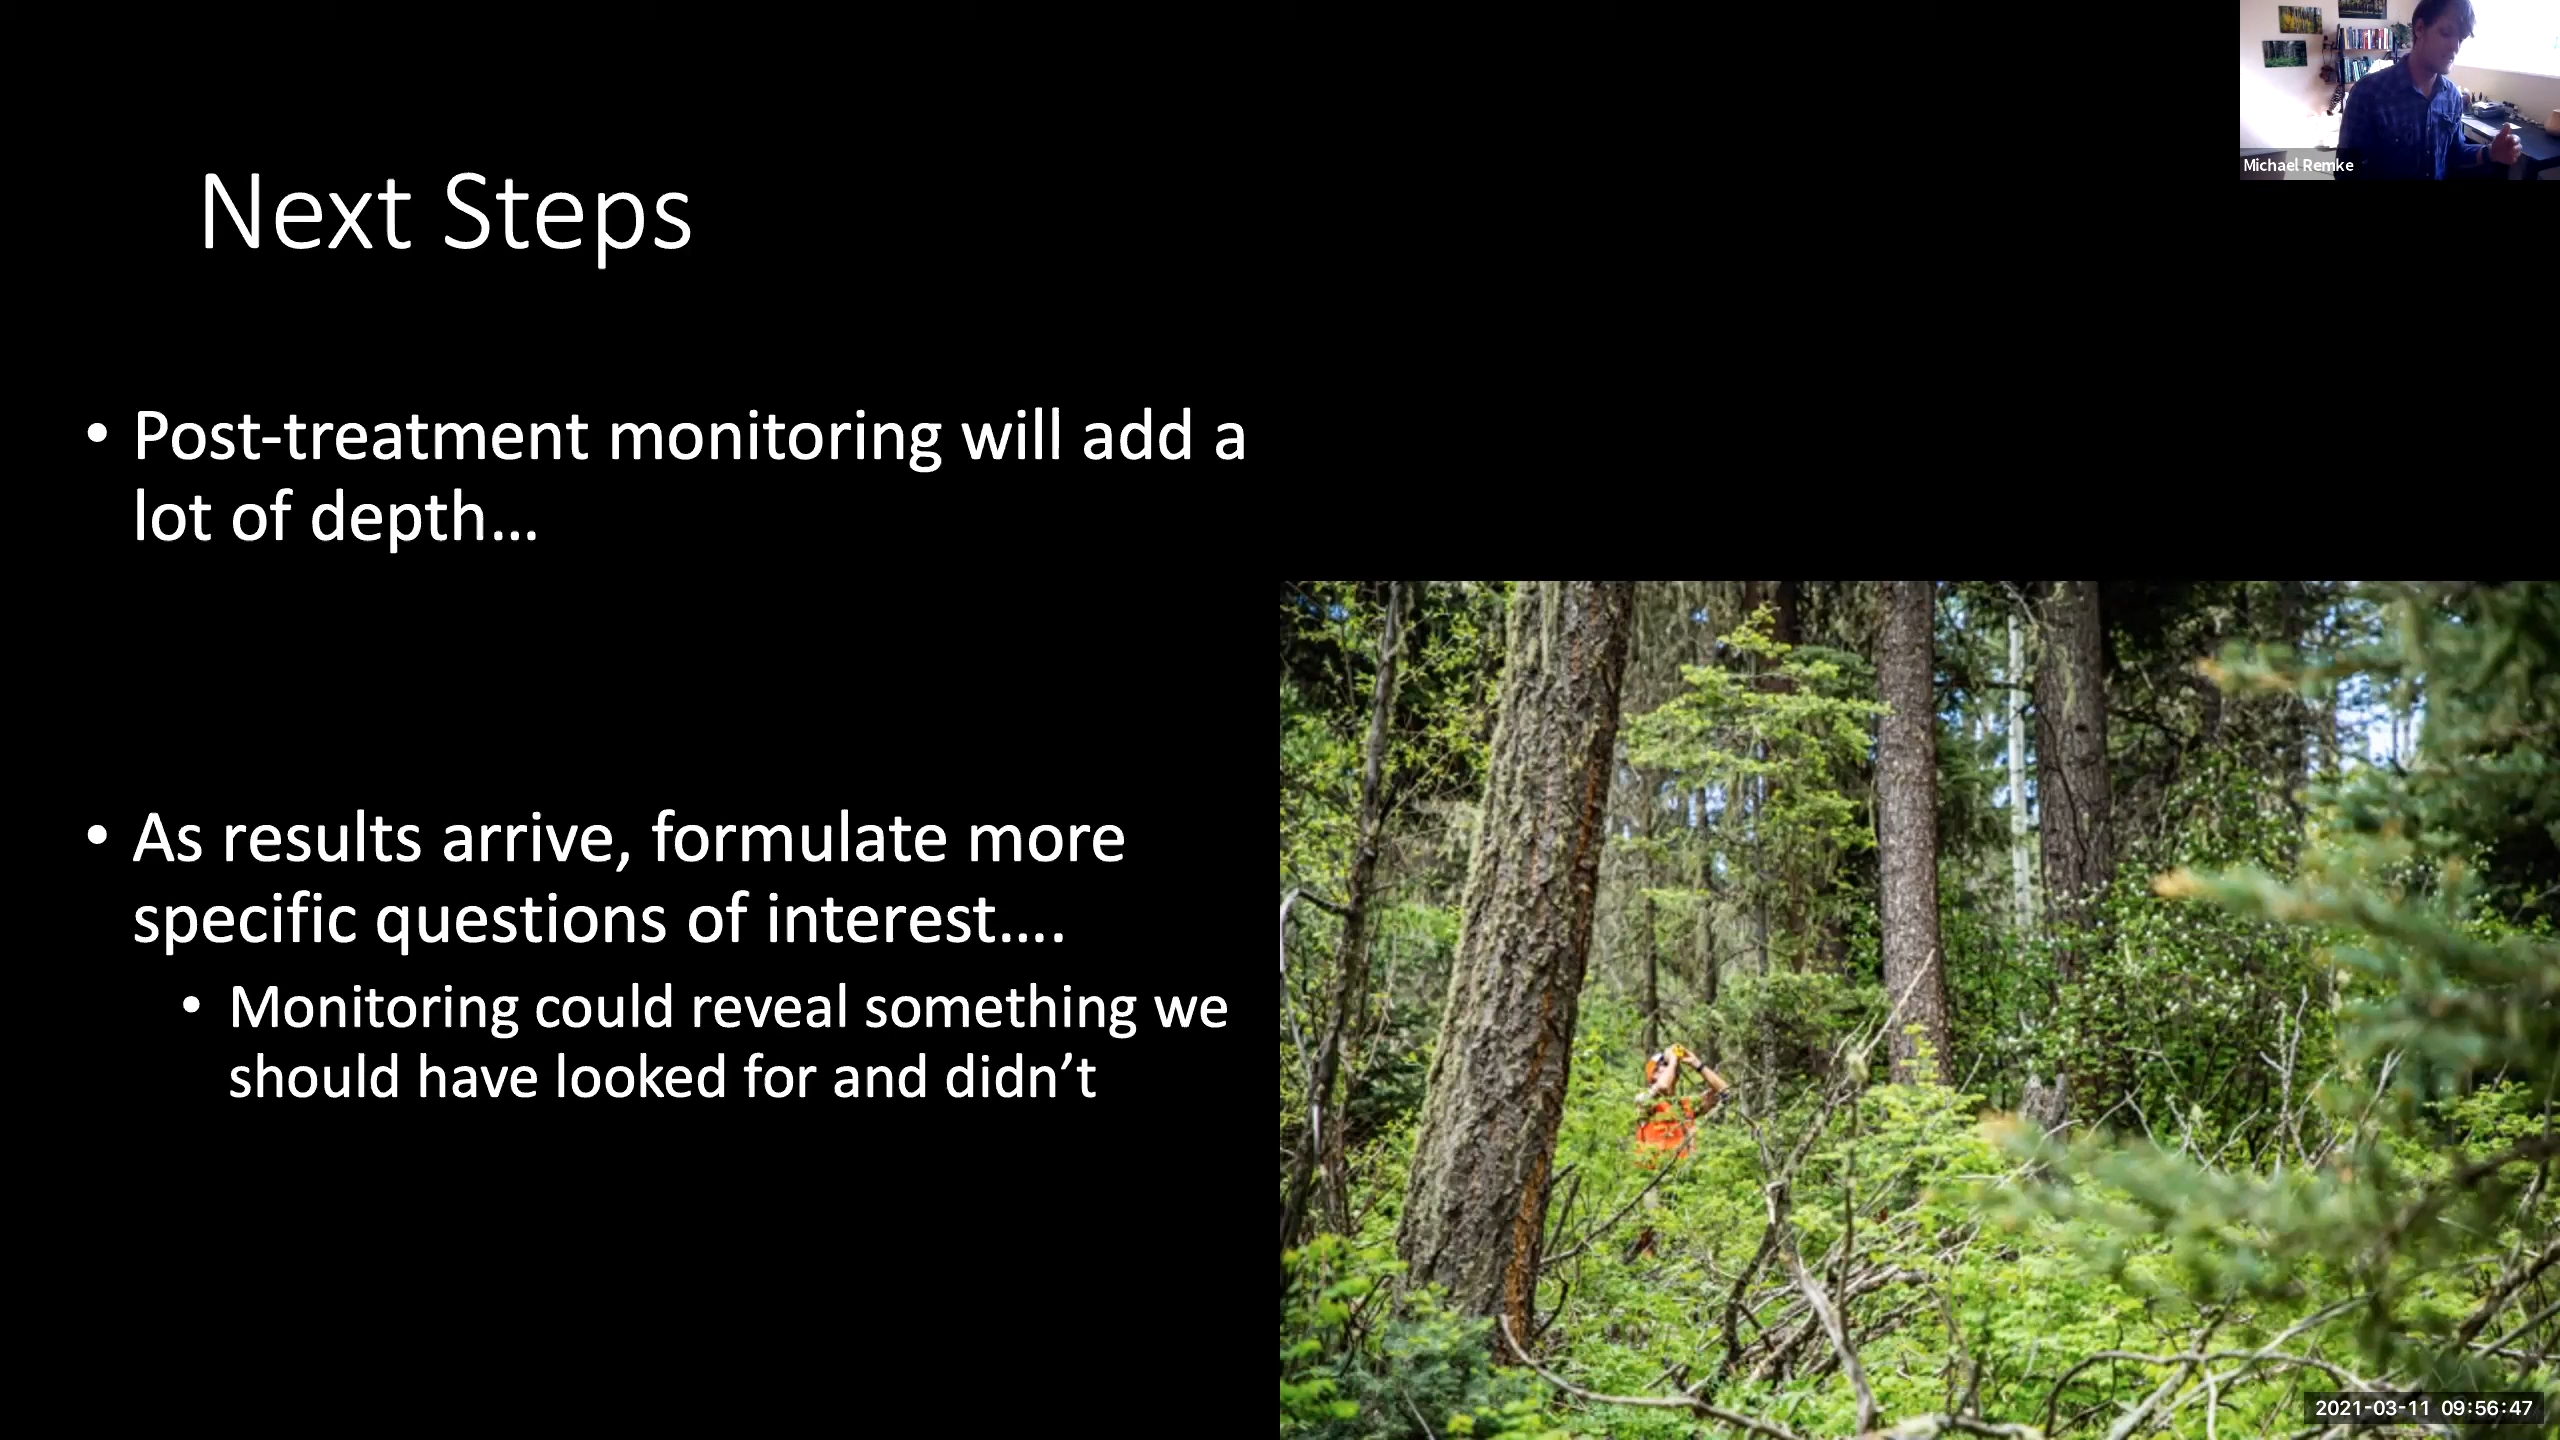 Michael Remke
Next Steps
• Post-treatment monitoring will add a
lot of depth…
• As results arrive, formulate more
specific questions of interest….
• Monitoring could reveal something we
should have looked for and didn’t
2021-03-11 09:56:47